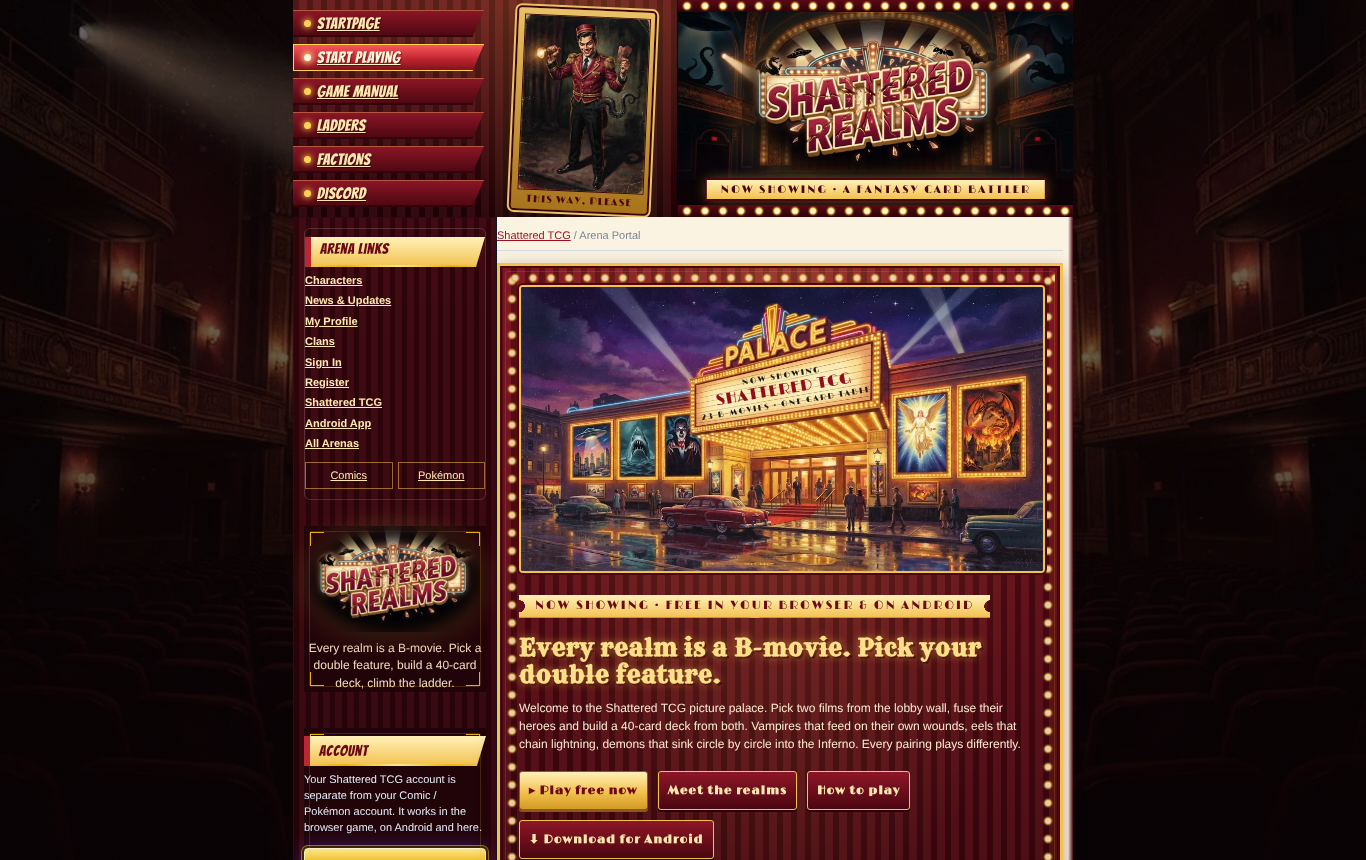 STARTPAGE
START PLAYING
GAME MANUAL
LADDERS
FACTIONS
DISCORD
THIS WAY, PLEASE
SHATTERED
REALMS
NOW SHOWING · A FANTASY CARD BATTLER
ARENA LINKS
Characters
News & Updates
My Profile
Clans
Sign In
Register
Shattered TCG
Android App
All Arenas
Comics
Pokémon
SHATTERED
REALMS
Every realm is a B-movie. Pick a
double feature, build a 40-card
deck, climb the ladder.
ACCOUNT
Your Shattered TCG account is
separate from your Comic /
Pokémon account. It works in the
browser game, on Android and here.
Shattered TCG / Arena Portal
PALACE
NOW SHOWING
SHATTERED TCG
23 B-MOVIES · ONE CARD TABLE
NOW SHOWING · FREE IN YOUR BROWSER & ON ANDROID
Every realm is a B-movie. Pick your
double feature.
Welcome to the Shattered TCG picture palace. Pick two films from the lobby wall, fuse their
heroes and build a 40-card deck from both. Vampires that feed on their own wounds, eels that
chain lightning, demons that sink circle by circle into the Inferno. Every pairing plays differently.
▸ Play free now
Meet the realms
How to play
⬇ Download for Android